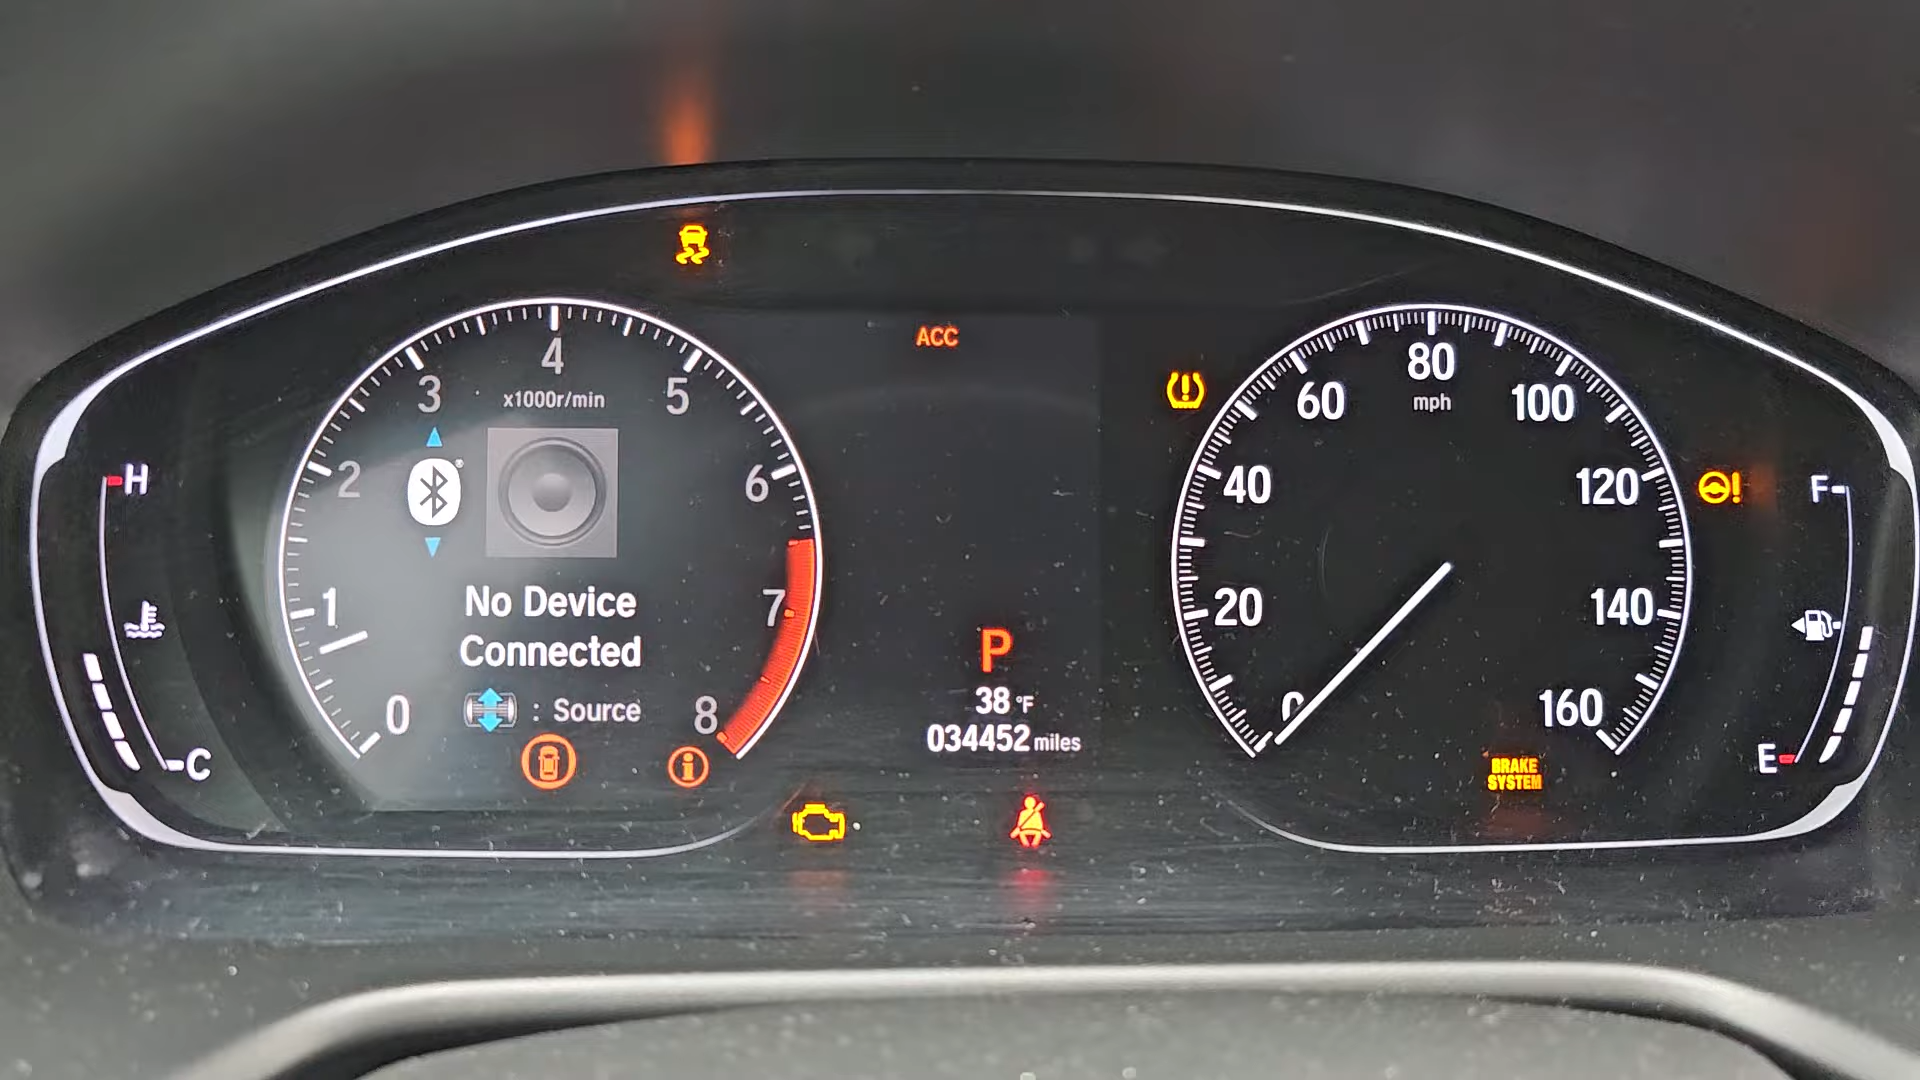 ACC
4
3
5
x1000r/min
2
6
1
7
0
8
No Device
Connected
: Source
H
C
P
38 °F
034452 miles
80
60
100
mph
40
120
20
140
0
160
BRAKE
SYSTEM
F
E